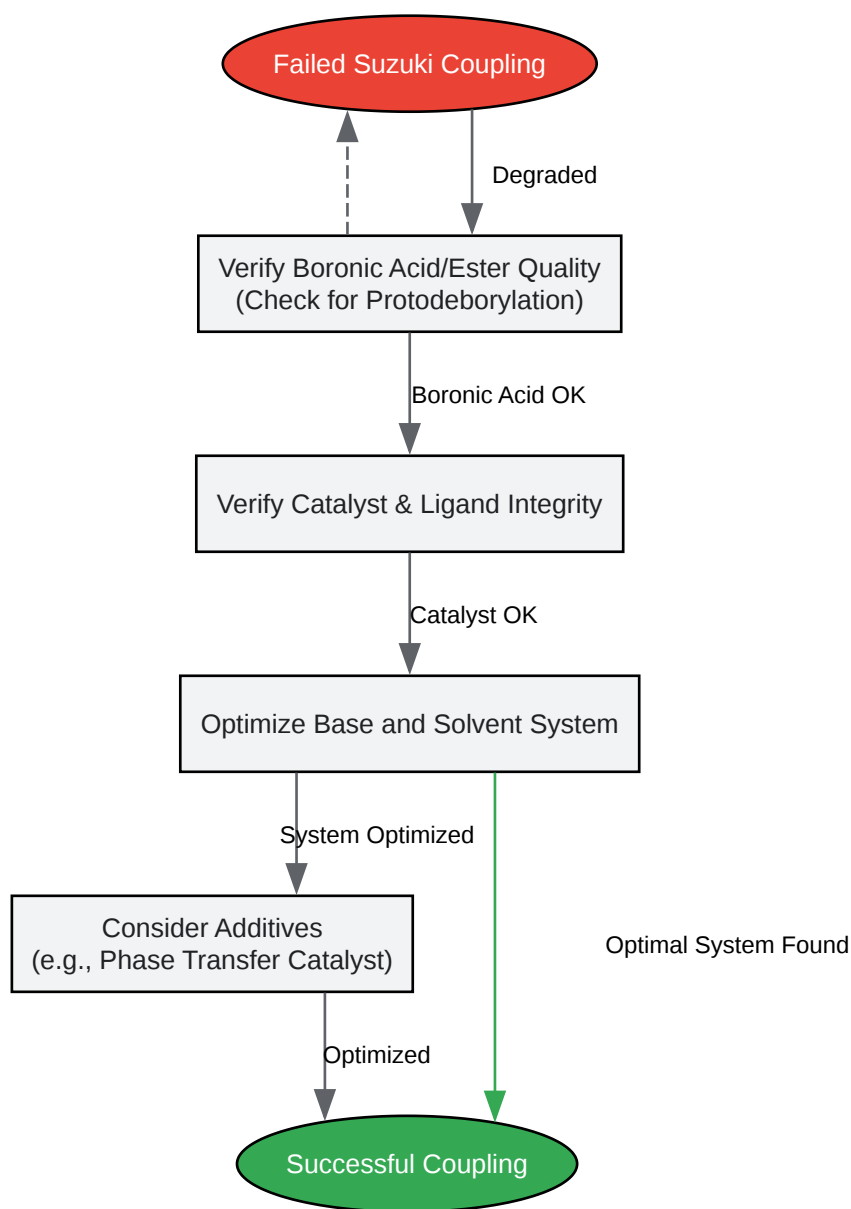 Failed Suzuki Coupling
Degraded
Verify Boronic Acid/Ester Quality
(Check for Protodeborylation)
Boronic Acid OK
Verify Catalyst & Ligand Integrity
Catalyst OK
Optimize Base and Solvent System
System Optimized
Consider Additives
(e.g., Phase Transfer Catalyst)
Optimal System Found
Optimized
Successful Coupling